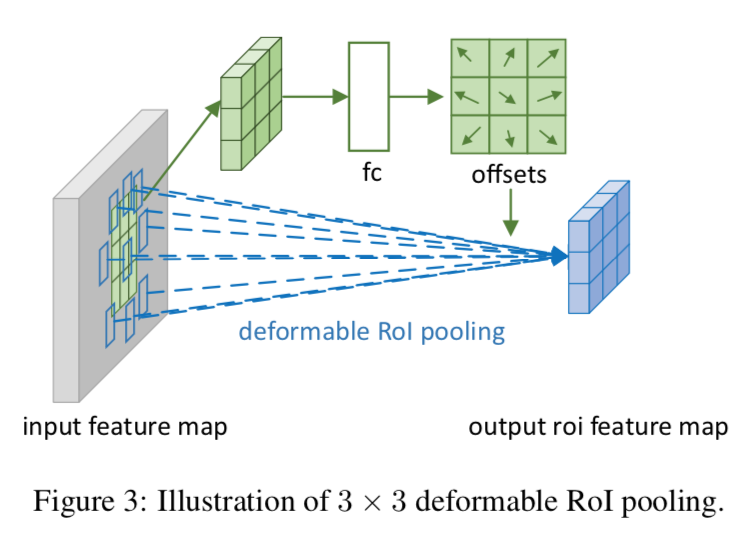 fc
offsets
deformable RoI pooling
input feature map
output roi feature map
Figure 3: Illustration of 3 × 3 deformable RoI pooling.